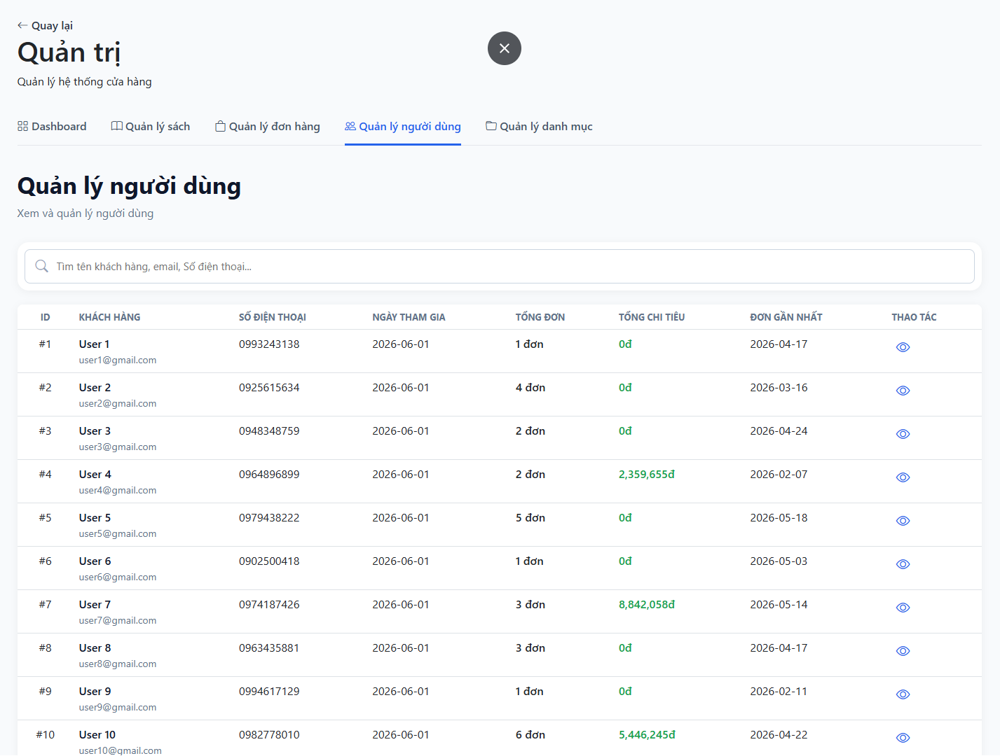 Quay lại
Quản trị
Quản lý hệ thống cửa hàng
Dashboard Quản lý sách Quản lý đơn hàng Quản lý người dùng Quản lý danh mục
Quản lý người dùng
Xem và quản lý người dùng
Tìm tên khách hàng, email, Số điện thoại...
ID KHÁCH HÀNG SỐ ĐIỆN THOẠI NGÀY THAM GIA TỔNG ĐƠN TỔNG CHI TIÊU ĐƠN GẦN NHẤT THAO TÁC
#1 User 1 0993243138 2026-06-01 1 đơn 0đ 2026-04-17
user1@gmail.com
#2 User 2 0925615634 2026-06-01 4 đơn 0đ 2026-03-16
user2@gmail.com
#3 User 3 0948348759 2026-06-01 2 đơn 0đ 2026-04-24
user3@gmail.com
#4 User 4 0964896899 2026-06-01 2 đơn 2,359,655đ 2026-02-07
user4@gmail.com
#5 User 5 0979438222 2026-06-01 5 đơn 0đ 2026-05-18
user5@gmail.com
#6 User 6 0902500418 2026-06-01 1 đơn 0đ 2026-05-03
user6@gmail.com
#7 User 7 0974187426 2026-06-01 3 đơn 8,842,058đ 2026-05-14
user7@gmail.com
#8 User 8 0963435881 2026-06-01 3 đơn 0đ 2026-04-17
user8@gmail.com
#9 User 9 0994617129 2026-06-01 1 đơn 0đ 2026-02-11
user9@gmail.com
#10 User 10 0982778010 2026-06-01 6 đơn 5,446,245đ 2026-04-22
user10@gmail.com